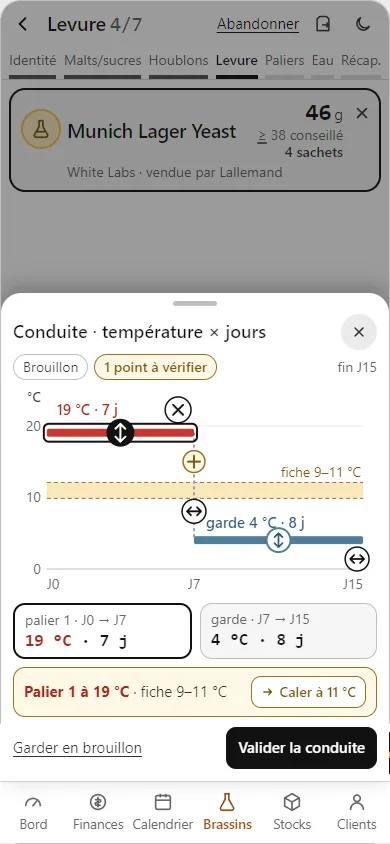 Levure 4/7
Abandonner
Identité Malts/sucres Houblons Levure Paliers Eau Récap.
46 g
Munich Lager Yeast
≥ 38 conseillé
4 sachets
White Labs · vendue par Lallemand
Conduite · température × jours
Brouillon
1 point à vérifier
fin J15
°C
19 °C · 7 j
20
fiche 9–11 °C
10
garde 4 °C · 8 j
0
J0 J7 J15
palier 1 · J0 → J7
19 °C · 7 j
garde · J7 → J15
4 °C · 8 j
Palier 1 à 19 °C · fiche 9–11 °C
→ Caler à 11 °C
Garder en brouillon
Valider la conduite
Bord Finances Calendrier Brassins Stocks Clients